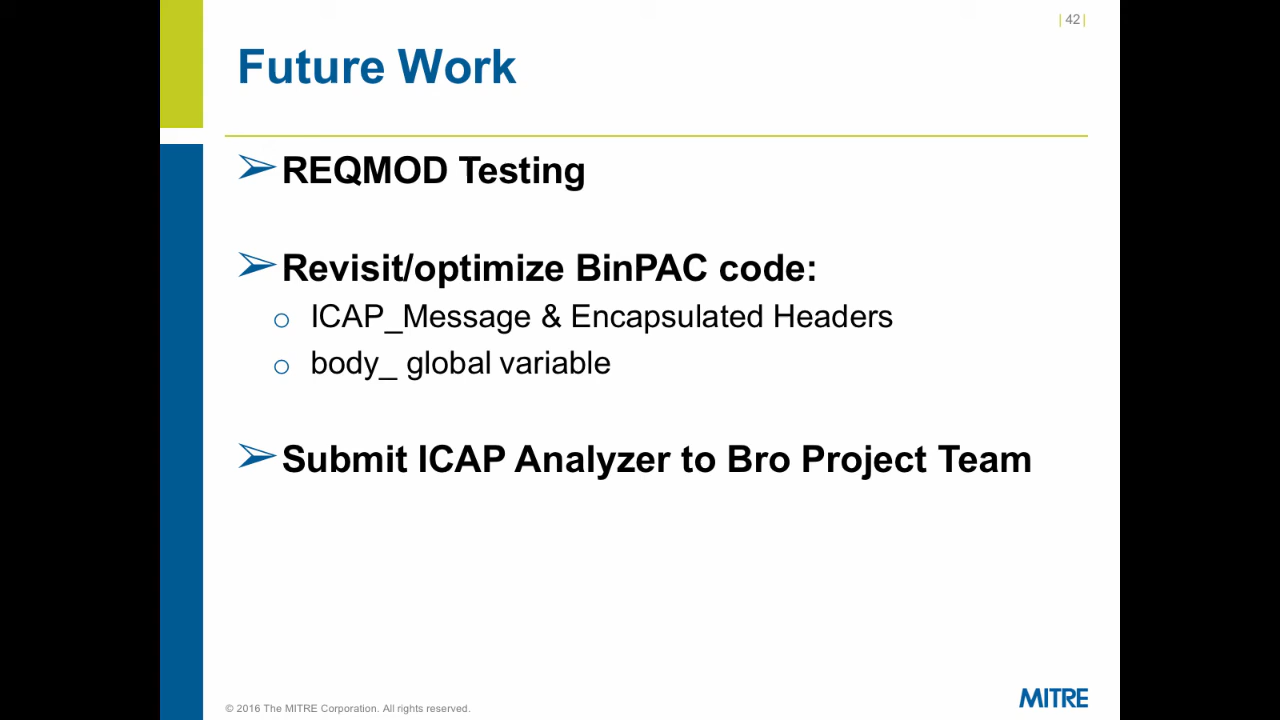 | 42 |
Future Work
➢ REQMOD Testing
➢ Revisit/optimize BinPAC code:
o ICAP_Message & Encapsulated Headers
o body_ global variable
➢ Submit ICAP Analyzer to Bro Project Team
© 2016 The MITRE Corporation. All rights reserved.
MITRE